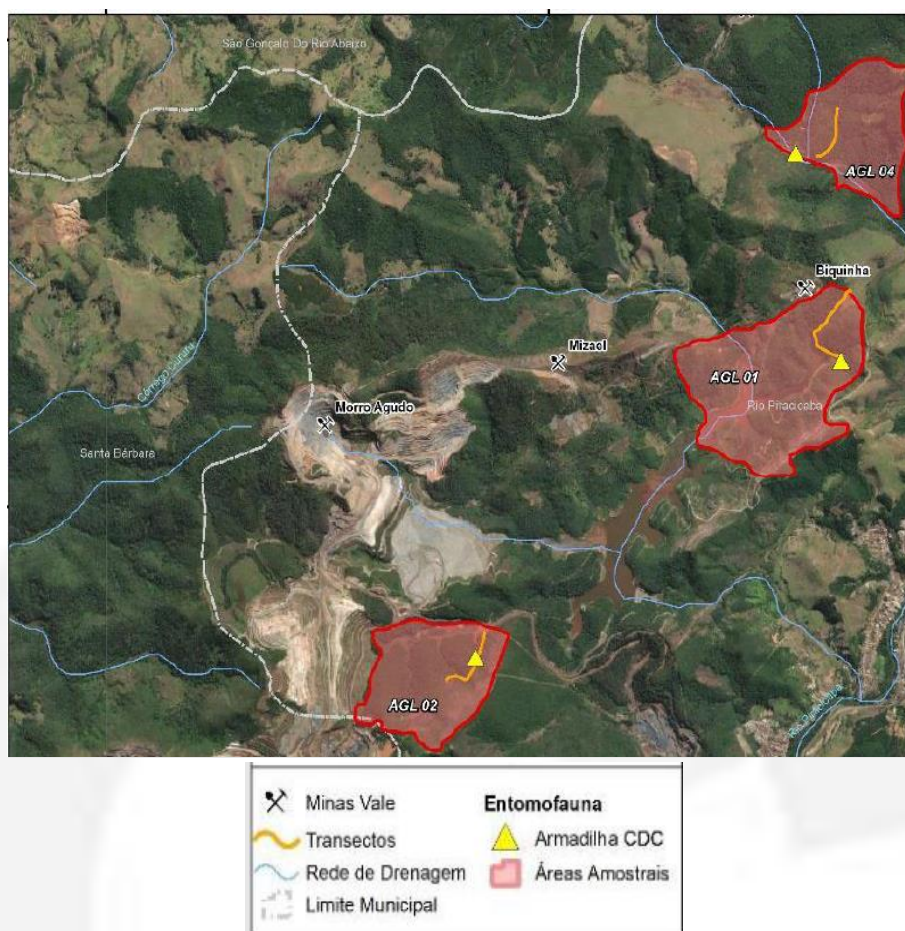 São Gonçalo Do Rio Abaixo
AGL 04
Biquinha
Mizael
AGL 01
Rio Piracicaba
Morro Agudo
Santa Bárbara
AGL 02
Minas Vale
Transectos
Rede de Drenagem
Limite Municipal
Entomofauna
Armadilha CDC
Áreas Amostrais